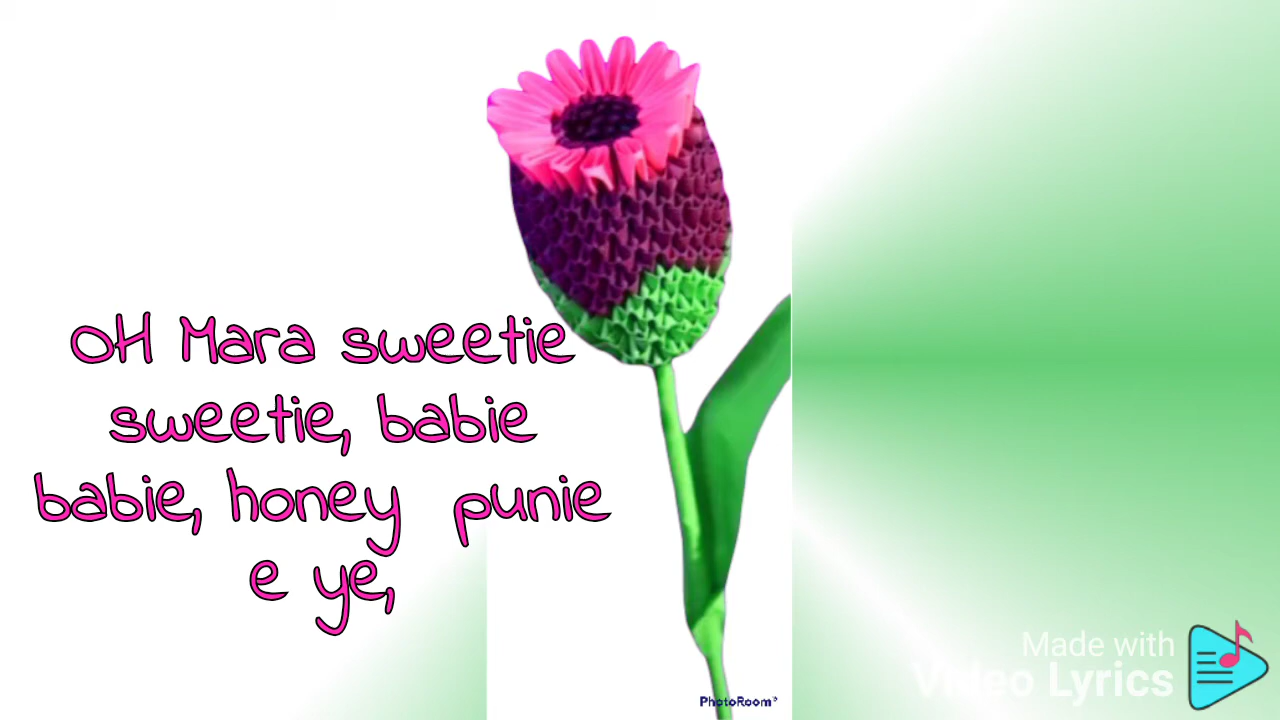 OH Mara sweetie
sweetie, babie
babie, honey  punie
e ye,
PhotoRoom
Made with
Video Lyrics